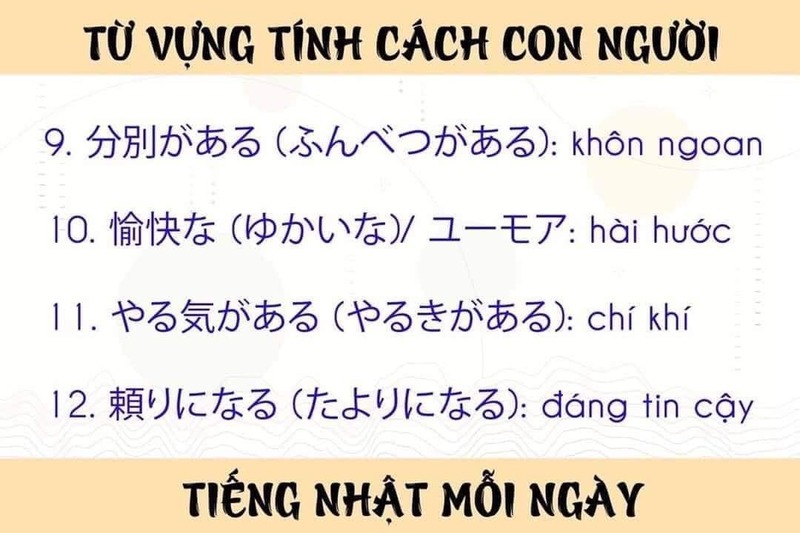 TỪ VỰNG TÍNH CÁCH CON NGƯỜI
9. 分別がある (ふんべつがある): khôn ngoan
10. 愉快な (ゆかいな)/ ユーモア: hài hước
11. やる気がある (やるきがある): chí khí
12. 頼りになる (たよりになる): đáng tin cậy
TIẾNG NHẬT MỖI NGÀY